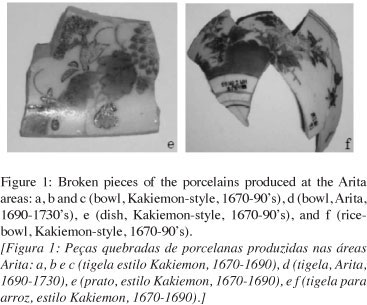 e
f
Figure 1: Broken pieces of the porcelains produced at the Arita
areas: a, b and c (bowl, Kakiemon-style, 1670-90's), d (bowl, Arita,
1690-1730's), e (dish, Kakiemon-style, 1670-90's), and f (rice-
bowl, Kakiemon-style, 1670-90's).
[Figura 1: Peças quebradas de porcelanas produzidas nas áreas
Arita: a, b e c (tigela estilo Kakiemon, 1670-1690), d (tigela, Arita,
1690-1730), e (prato, estilo Kakiemon, 1670-1690), e f (tigela para
arroz, estilo Kakiemon, 1670-1690).]